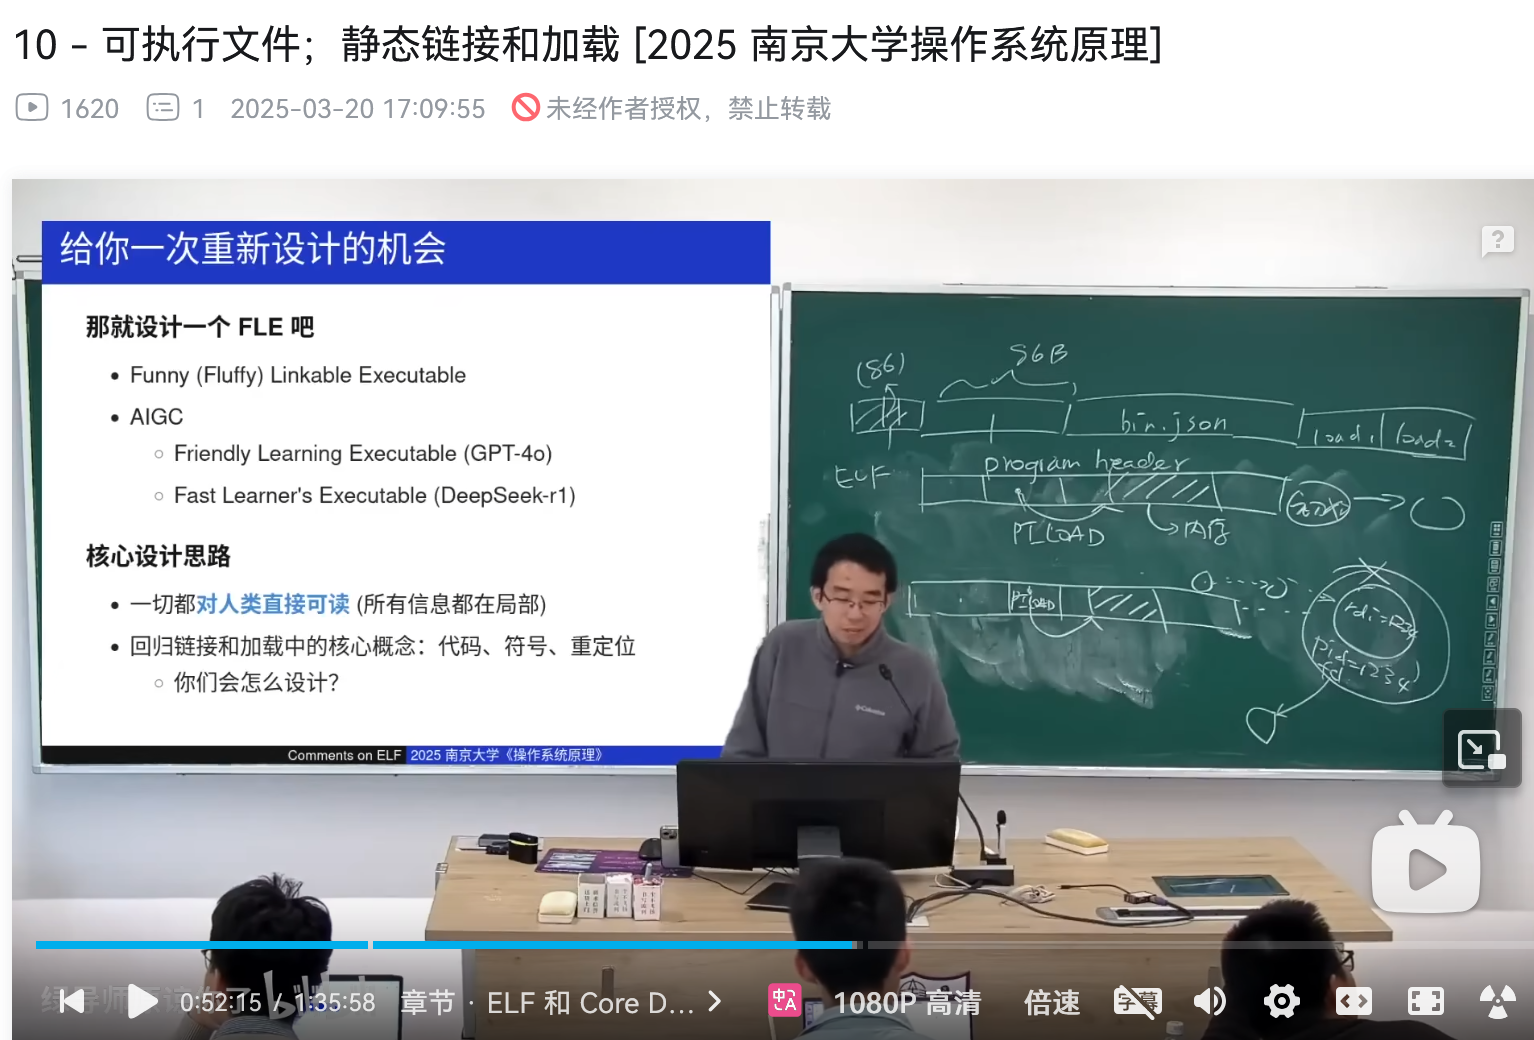 10 - 可执行文件；静态链接和加载 [2025 南京大学操作系统原理]
1620 1 2025-03-20 17:09:55 未经作者授权，禁止转载
给你一次重新设计的机会
那就设计一个 FLE 吧
• Funny (Fluffy) Linkable Executable
• AIGC
○ Friendly Learning Executable (GPT-4o)
○ Fast Learner's Executable (DeepSeek-r1)
核心设计思路
• 一切都对人类直接可读 (所有信息都在局部)
• 回归链接和加载中的核心概念：代码、符号、重定位
○ 你们会怎么设计？
Comments on ELF 2025 南京大学《操作系统原理》
(86)
S6B
bin.json
load1
load2
ELF
program header
PT_LOAD
内存
PT_LOAD
rdi=1234
pid=1234
fd
Columbia
0:52:15 / 1:35:58 章节 · ELF 和 Core D... 中A 1080P 高清 倍速 字幕